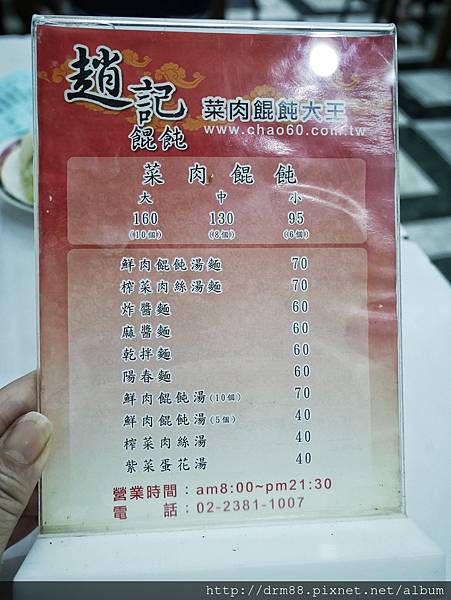 趙記
餛飩
菜肉餛飩大王
www.chao60.com.tw
菜肉餛飩
大 中 小
160 130 95
(10個) (8個) (6個)
鮮肉餛飩湯麵 70
榨菜肉絲湯麵 70
炸醬麵 60
麻醬麵 60
乾拌麵 60
陽春麵 60
鮮肉餛飩湯(10個) 70
鮮肉餛飩湯(5個) 40
榨菜肉絲湯 40
紫菜蛋花湯 40
營業時間：am8:00~pm21:30
電 話：02-2381-1007
http://drm88.pixnet.net/album